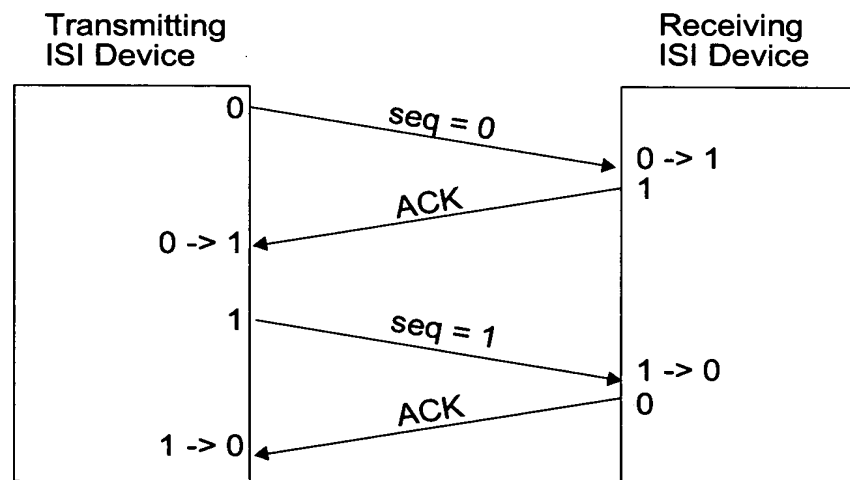 Transmitting
ISI Device
Receiving
ISI Device
0
seq = 0
0 -> 1
1
ACK
0 -> 1
1
seq = 1
1 -> 0
0
ACK
1 -> 0